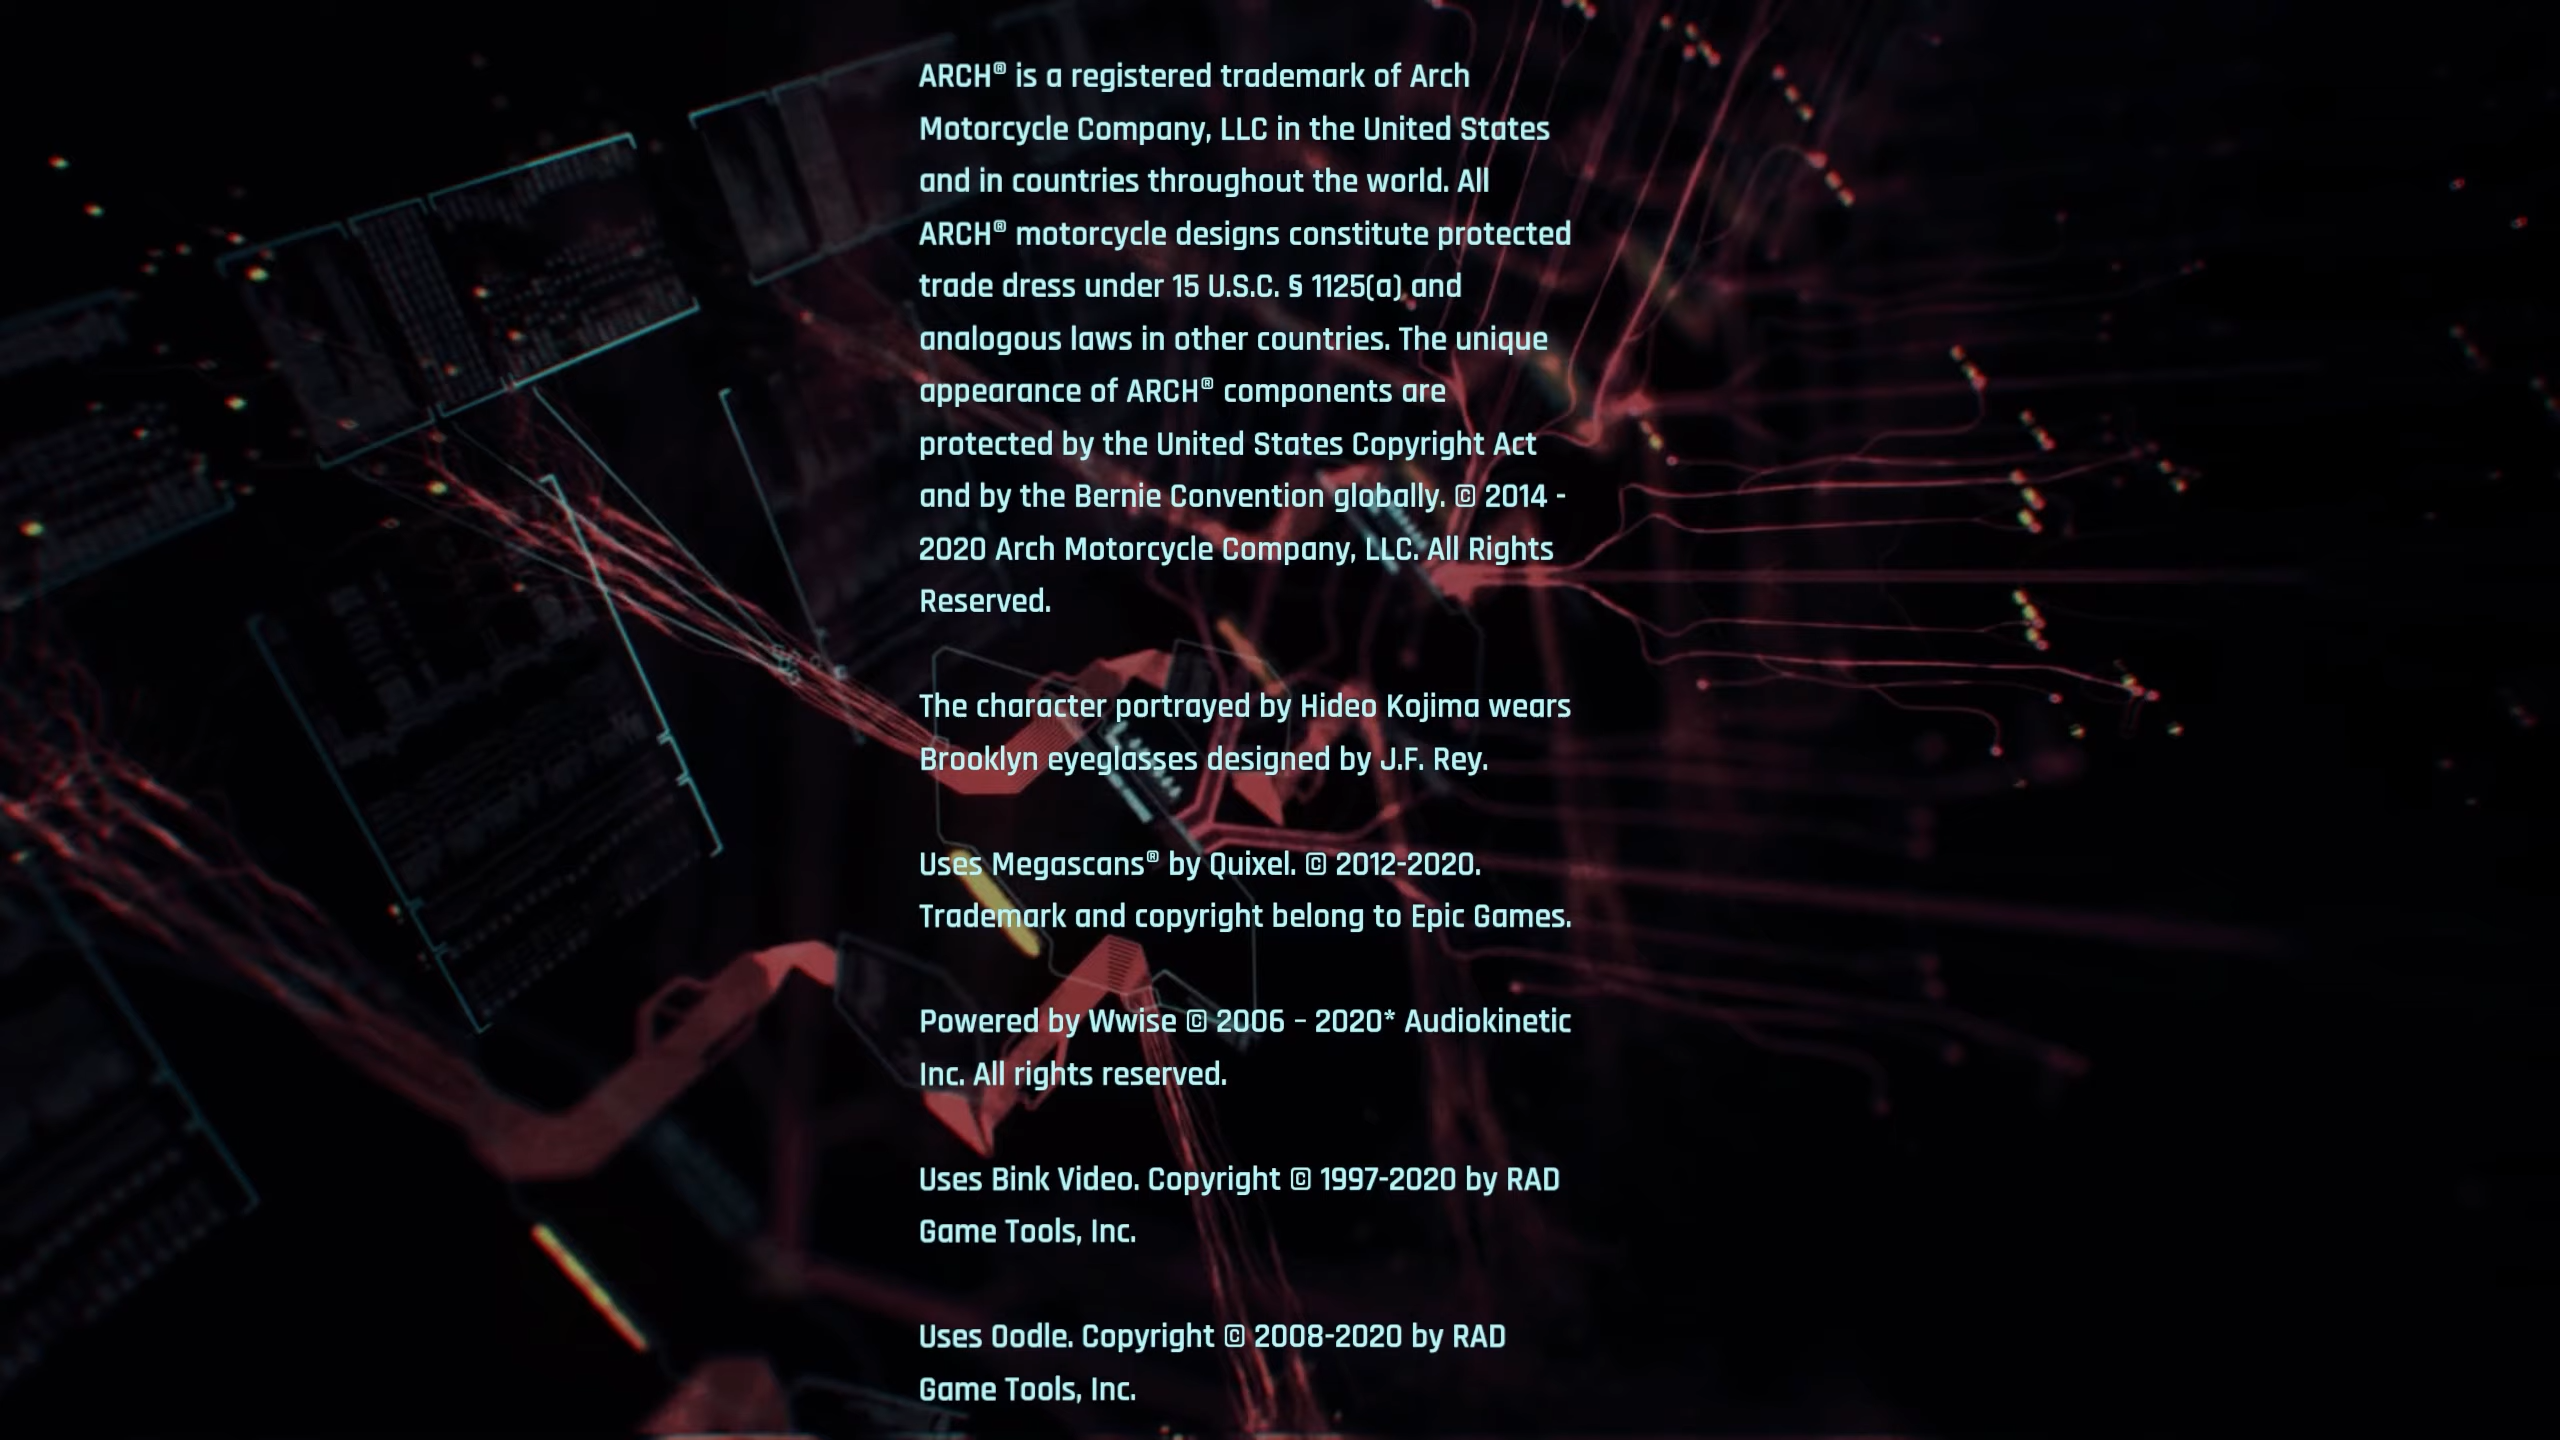 ARCH® is a registered trademark of Arch
Motorcycle Company, LLC in the United States
and in countries throughout the world. All
ARCH® motorcycle designs constitute protected
trade dress under 15 U.S.C. § 1125(a) and
analogous laws in other countries. The unique
appearance of ARCH® components are
protected by the United States Copyright Act
and by the Bernie Convention globally. © 2014 -
2020 Arch Motorcycle Company, LLC. All Rights
Reserved.
The character portrayed by Hideo Kojima wears
Brooklyn eyeglasses designed by J.F. Rey.
Uses Megascans® by Quixel. © 2012-2020.
Trademark and copyright belong to Epic Games.
Powered by Wwise © 2006 – 2020* Audiokinetic
Inc. All rights reserved.
Uses Bink Video. Copyright © 1997-2020 by RAD
Game Tools, Inc.
Uses Oodle. Copyright © 2008-2020 by RAD
Game Tools, Inc.